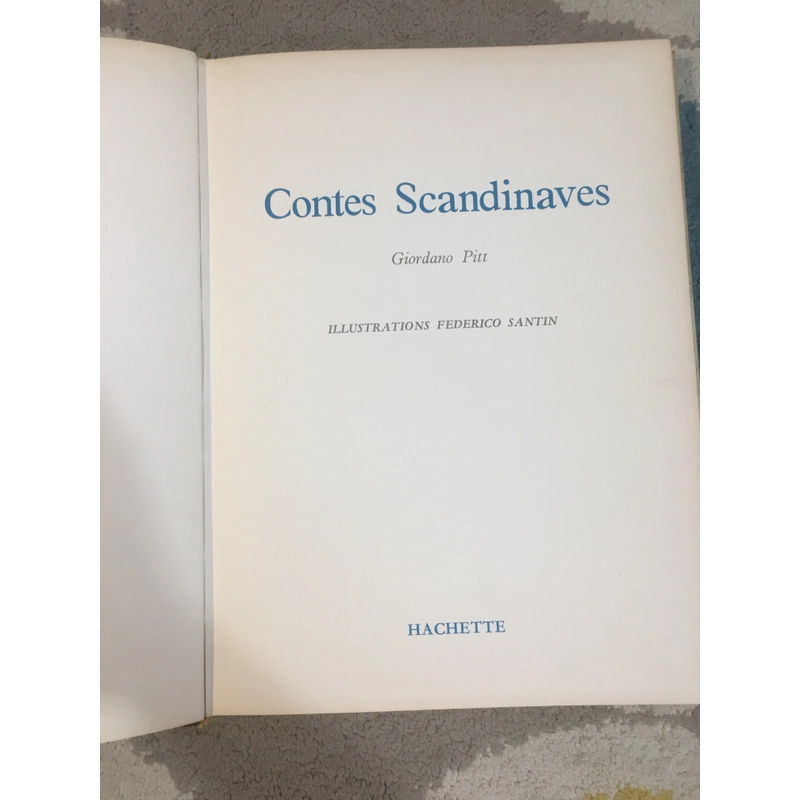 Contes Scandinaves
Giordano Pitt
ILLUSTRATIONS FEDERICO SANTIN
HACHETTE